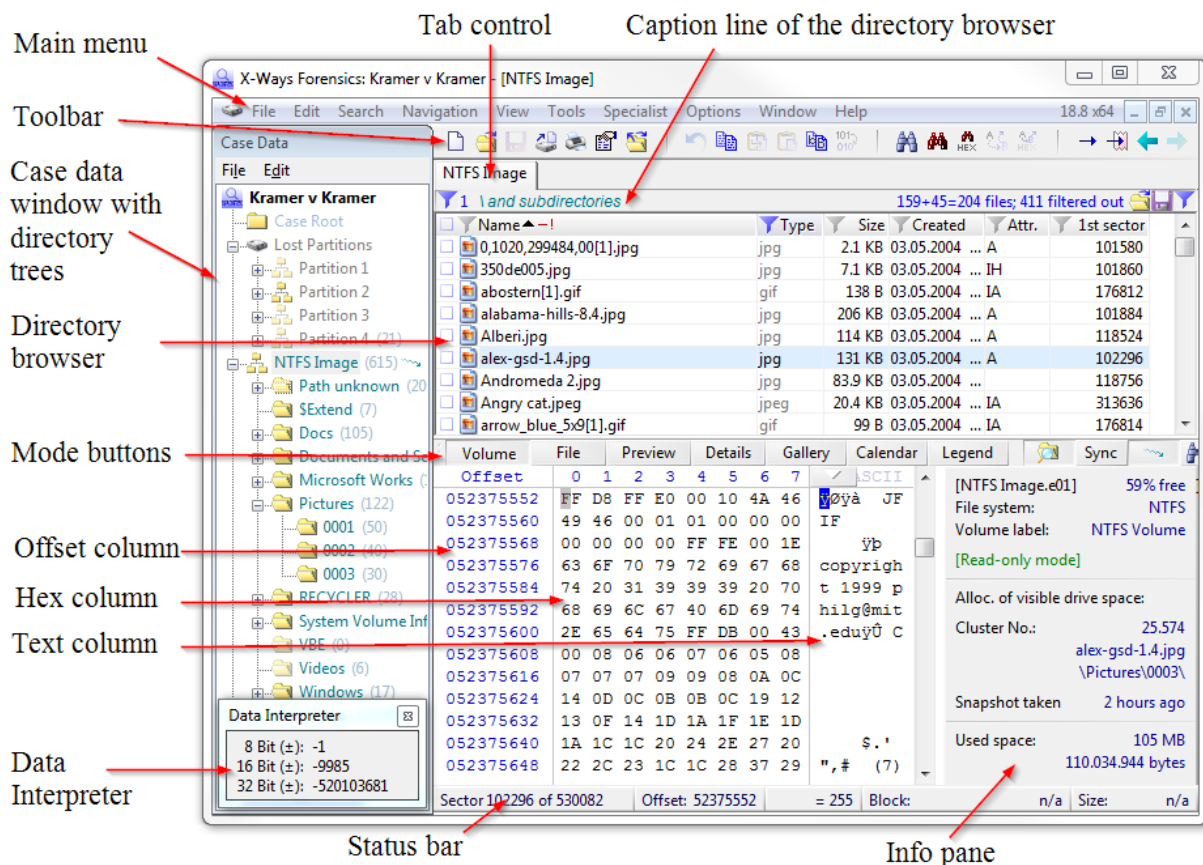 Tab control
Caption line of the directory browser
Main menu
Toolbar
Case data
window with
directory
trees
Directory
browser
Mode buttons
Offset column
Hex column
Text column
Data
Interpreter
Status bar
Info pane
X-Ways Forensics: Kramer v Kramer - [NTFS Image]
File Edit Search Navigation View Tools Specialist Options Window Help 18.8 x64
Case Data
File Edit
Kramer v Kramer
Case Root
Lost Partitions
Partition 1
Partition 2
Partition 3
Partition 4 (21)
NTFS Image (615)
Path unknown (20
$Extend (7)
Docs (105)
Documents and Se
Microsoft Works (
Pictures (122)
0001 (50)
0002 (40)
0003 (30)
RECYCLER (28)
System Volume Inf
VBE (0)
Videos (6)
Windows (17)
Data Interpreter
8 Bit (±): -1
16 Bit (±): -9985
32 Bit (±): -520103681
HEX
NTFS Image
1 \ and subdirectories 159+45=204 files; 411 filtered out
Name Type Size Created Attr. 1st sector
0,1020,299484,00[1].jpg jpg 2.1 KB 03.05.2004 ... A 101580
350de005.jpg jpg 7.1 KB 03.05.2004 ... IH 101860
abostern[1].gif gif 138 B 03.05.2004 ... IA 176812
alabama-hills-8.4.jpg jpg 206 KB 03.05.2004 ... A 101884
Alberi.jpg jpg 114 KB 03.05.2004 ... A 118524
alex-gsd-1.4.jpg jpg 131 KB 03.05.2004 ... A 102296
Andromeda 2.jpg jpg 83.9 KB 03.05.2004 ... 118756
Angry cat.jpeg jpeg 20.4 KB 03.05.2004 ... IA 313636
arrow_blue_5x9[1].gif gif 99 B 03.05.2004 ... IA 176814
Volume File Preview Details Gallery Calendar Legend Sync
Offset 0 1 2 3 4 5 6 7 ASCII
052375552 FF D8 FF E0 00 10 4A 46 ÿØÿà JF
052375560 49 46 00 01 01 00 00 00 IF
052375568 00 00 00 00 FF FE 00 1E ÿþ
052375576 63 6F 70 79 72 69 67 68 copyrigh
052375584 74 20 31 39 39 39 20 70 t 1999 p
052375592 68 69 6C 67 40 6D 69 74 hilg@mit
052375600 2E 65 64 75 FF DB 00 43 .eduÿÛ C
052375608 00 08 06 06 07 06 05 08
052375616 07 07 07 09 09 08 0A 0C
052375624 14 0D 0C 0B 0B 0C 19 12
052375632 13 0F 14 1D 1A 1F 1E 1D
052375640 1A 1C 1C 20 24 2E 27 20 $.'
052375648 22 2C 23 1C 1C 28 37 29 ",# (7)
[NTFS Image.e01] 59% free
File system: NTFS
Volume label: NTFS Volume
[Read-only mode]
Alloc. of visible drive space:
Cluster No.: 25.574
alex-gsd-1.4.jpg
\Pictures\0003\
Snapshot taken 2 hours ago
Used space: 105 MB
110.034.944 bytes
Sector 102296 of 530082 Offset: 52375552 = 255 Block: n/a Size: n/a